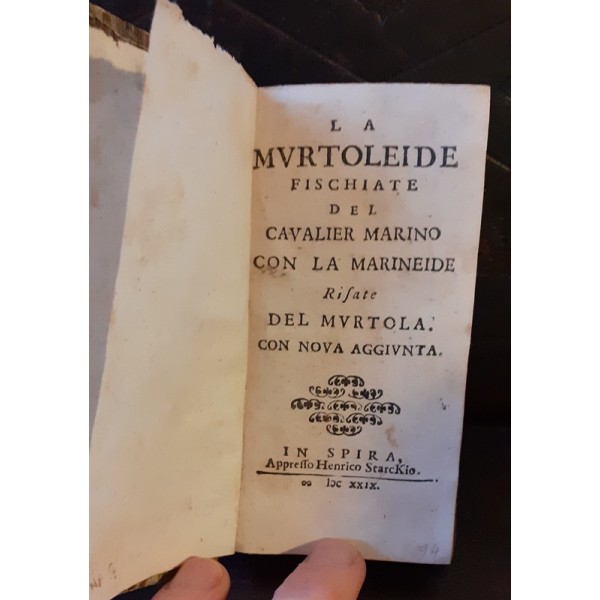 LA
MVRTOLEIDE
FISCHIATE
DEL
CAVALIER MARINO
CON LA MARINEIDE
Riſate
DEL MVRTOLA.
CON NOVA AGGIVNTA.
IN SPIRA,
Appreſſo Henrico StarcKio.
∞ IↃC XXIX.
94